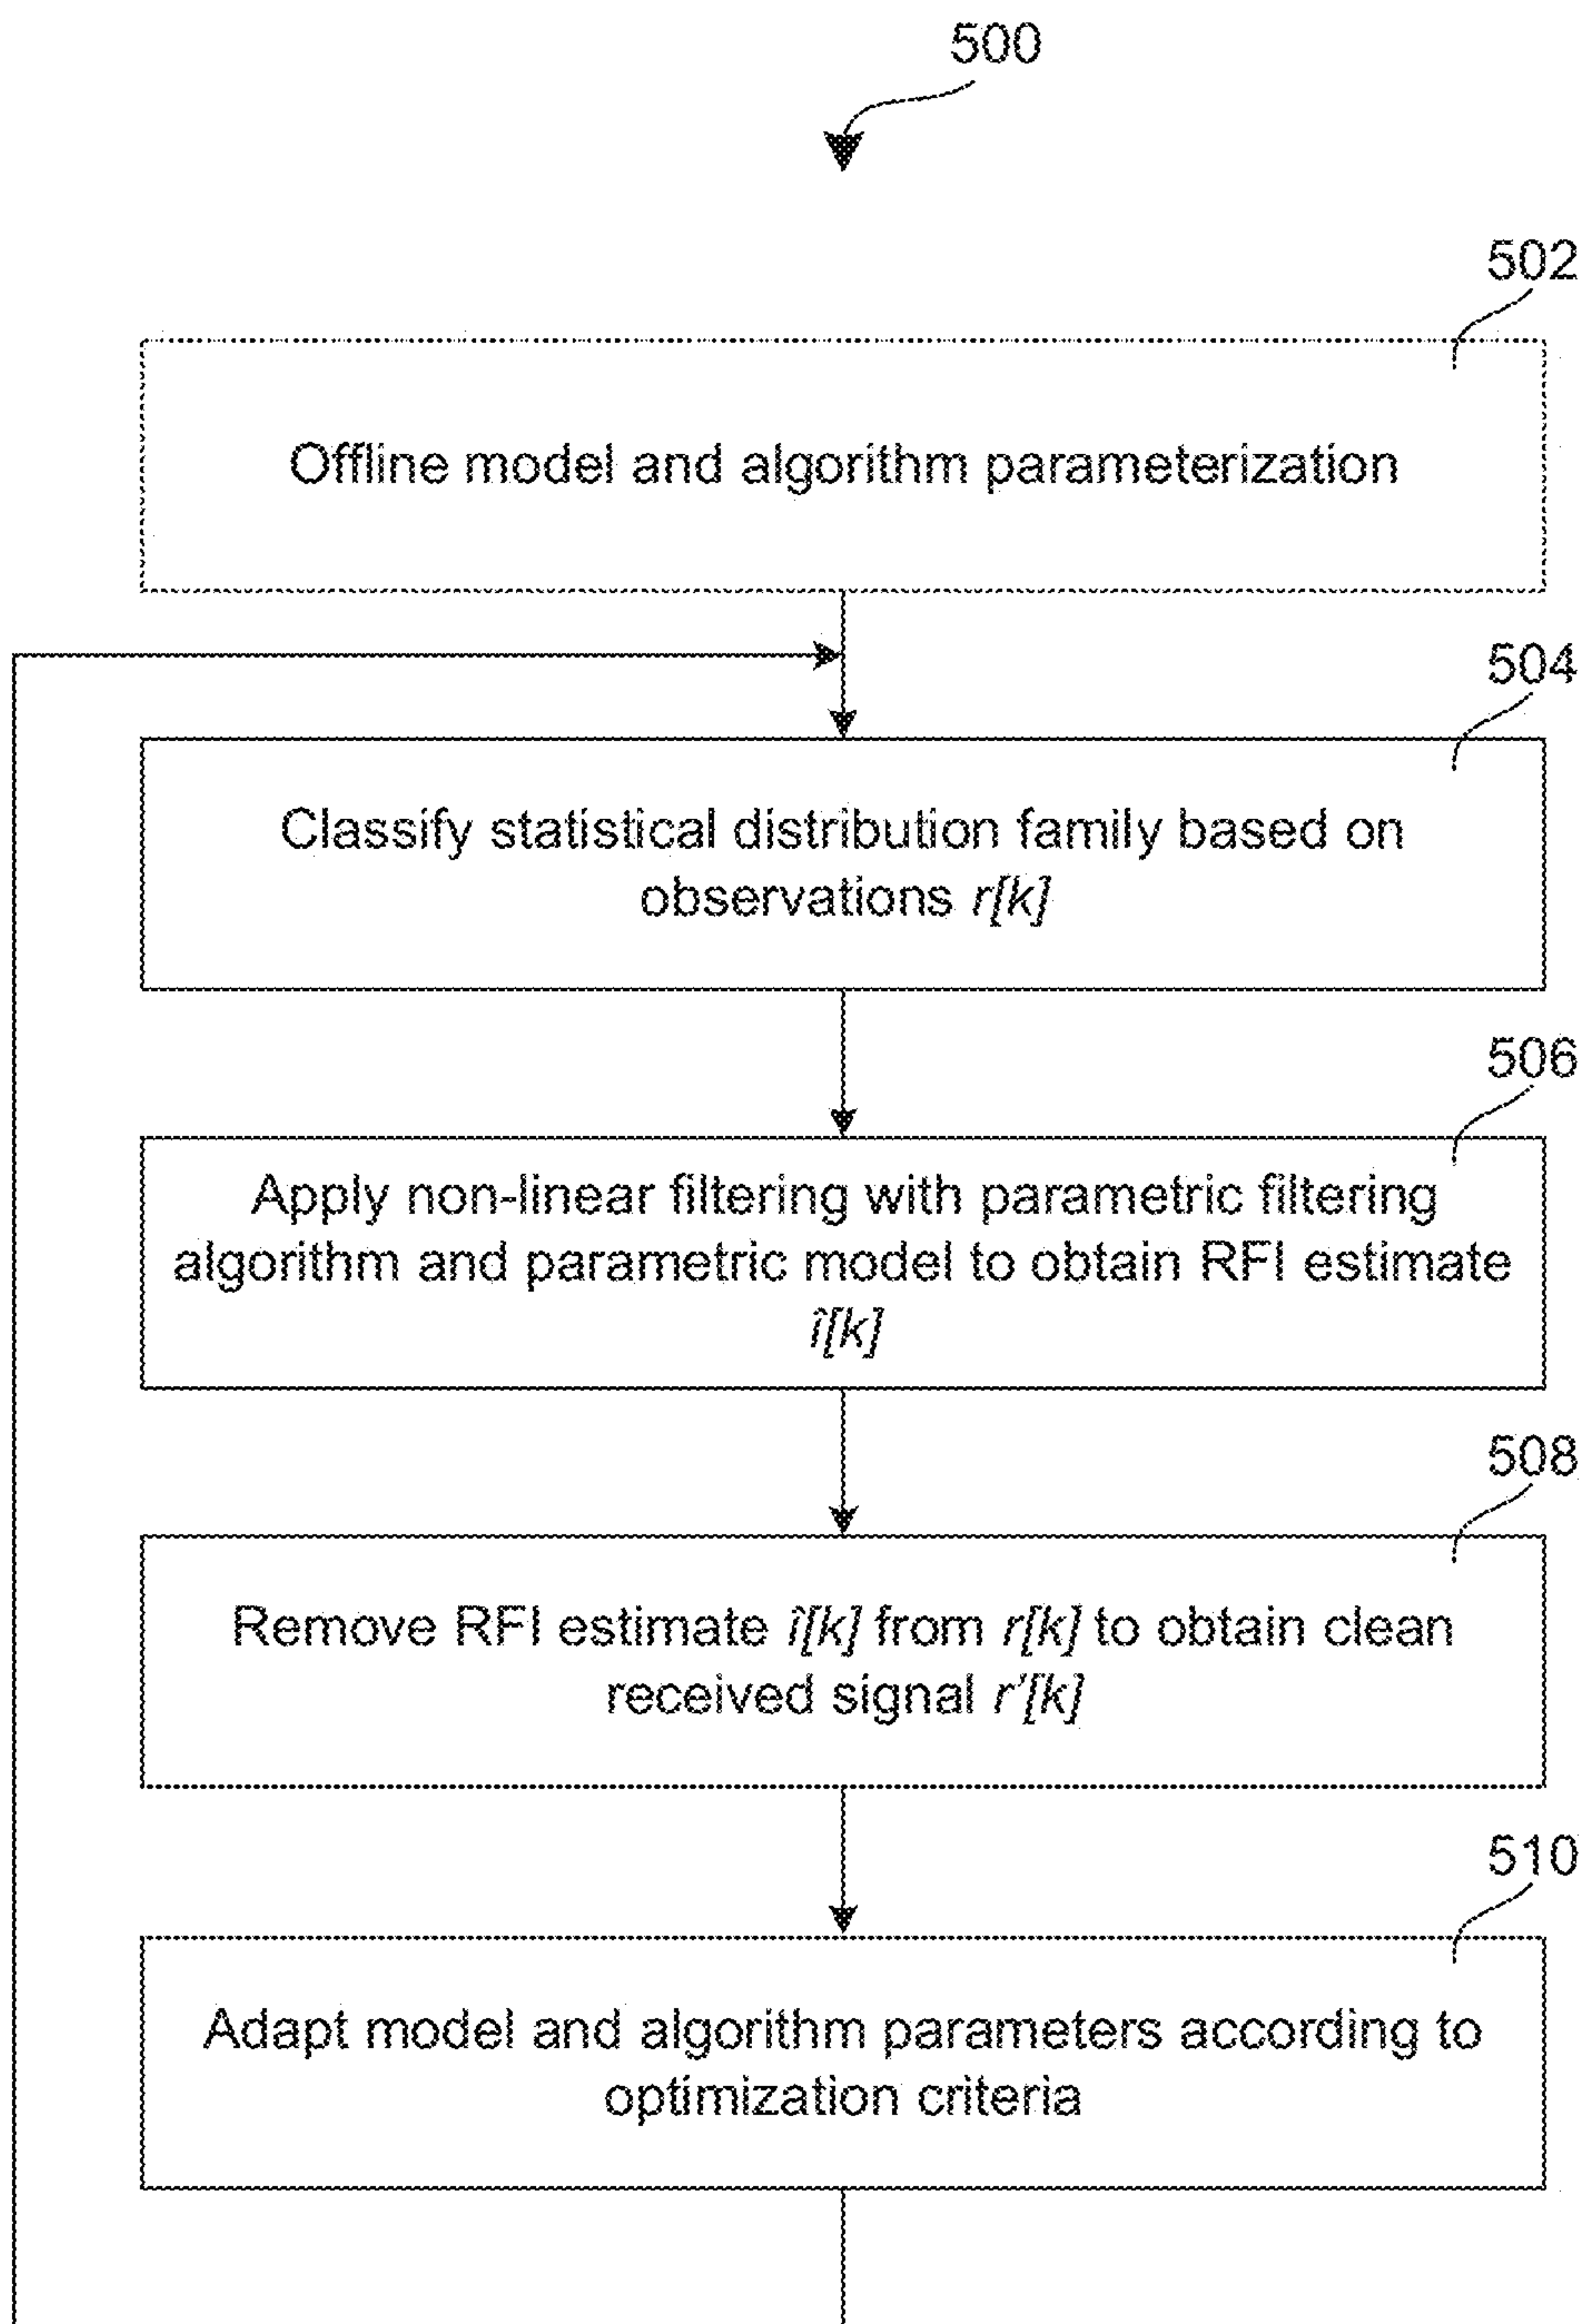 500
502
Offline model and algorithm parameterization
504
Classify statistical distribution family based on
observations r[k]
506
Apply non-linear filtering with parametric filtering
algorithm and parametric model to obtain RFI estimate
î[k]
508
Remove RFI estimate î[k] from r[k] to obtain clean
received signal r'[k]
510
Adapt model and algorithm parameters according to
optimization criteria